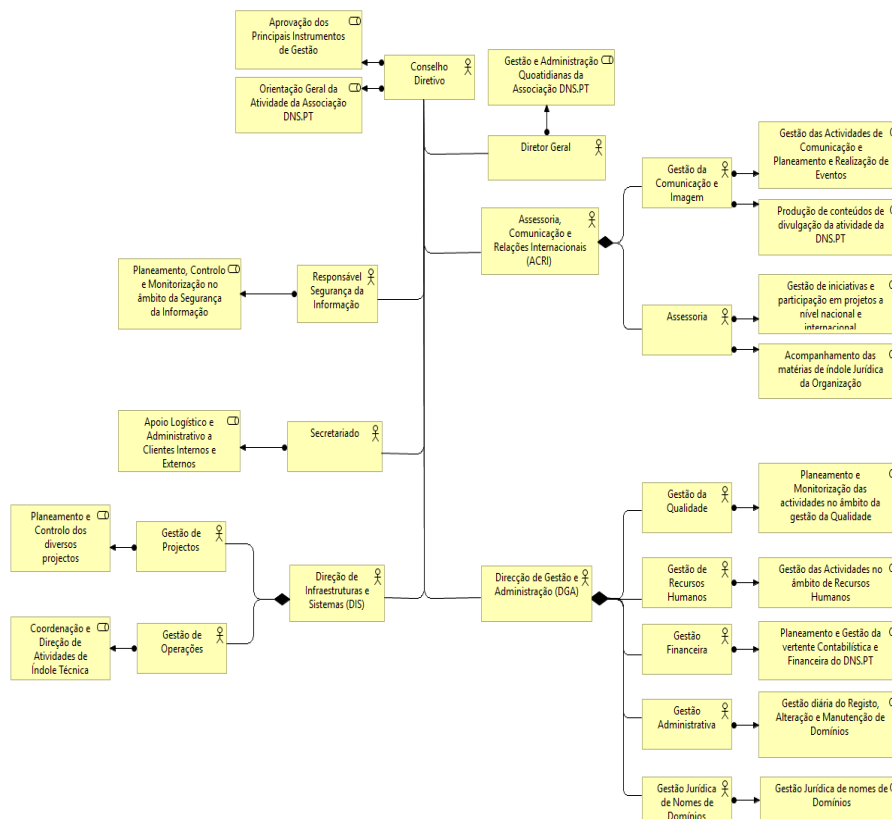 Aprovação dos
Principais Instrumentos
de Gestão
Conselho
Diretivo
Orientação Geral da
Atividade da Associação
DNS.PT
Gestão e Administração
Quoatidianas da
Associação DNS.PT
Diretor Geral
Assessoria,
Comunicação e
Relações Internacionais
(ACRI)
Gestão da
Comunicação e
Imagem
Gestão das Actividades de
Comunicação e
Planeamento e Realização de
Eventos
Produção de conteúdos de
divulgação da atividade da
DNS.PT
Assessoria
Gestão de iniciativas e
participação em projetos a
nível nacional e
internacional
Acompanhamento das
matérias de índole Jurídica
da Organização
Planeamento, Controlo
e Monitorização no
âmbito da Segurança
da Informação
Responsável
Segurança da
Informação
Apoio Logístico e
Administrativo a
Clientes Internos e
Externos
Secretariado
Planeamento e
Controlo dos
diversos
projectos
Gestão de
Projectos
Coordenação e
Direção de
Atividades de
Índole Técnica
Gestão de
Operações
Direção de
Infraestruturas e
Sistemas (DIS)
Direcção de Gestão e
Administração (DGA)
Gestão da
Qualidade
Planeamento e
Monitorização das
actividades no âmbito da
gestão da Qualidade
Gestão de
Recursos
Humanos
Gestão das Actividades no
âmbito de Recursos
Humanos
Gestão
Financeira
Planeamento e Gestão da
vertente Contabilística e
Financeira do DNS.PT
Gestão
Administrativa
Gestão diária do Registo,
Alteração e Manutenção de
Domínios
Gestão Jurídica
de Nomes de
Domínios
Gestão Jurídica de nomes de
Domínios